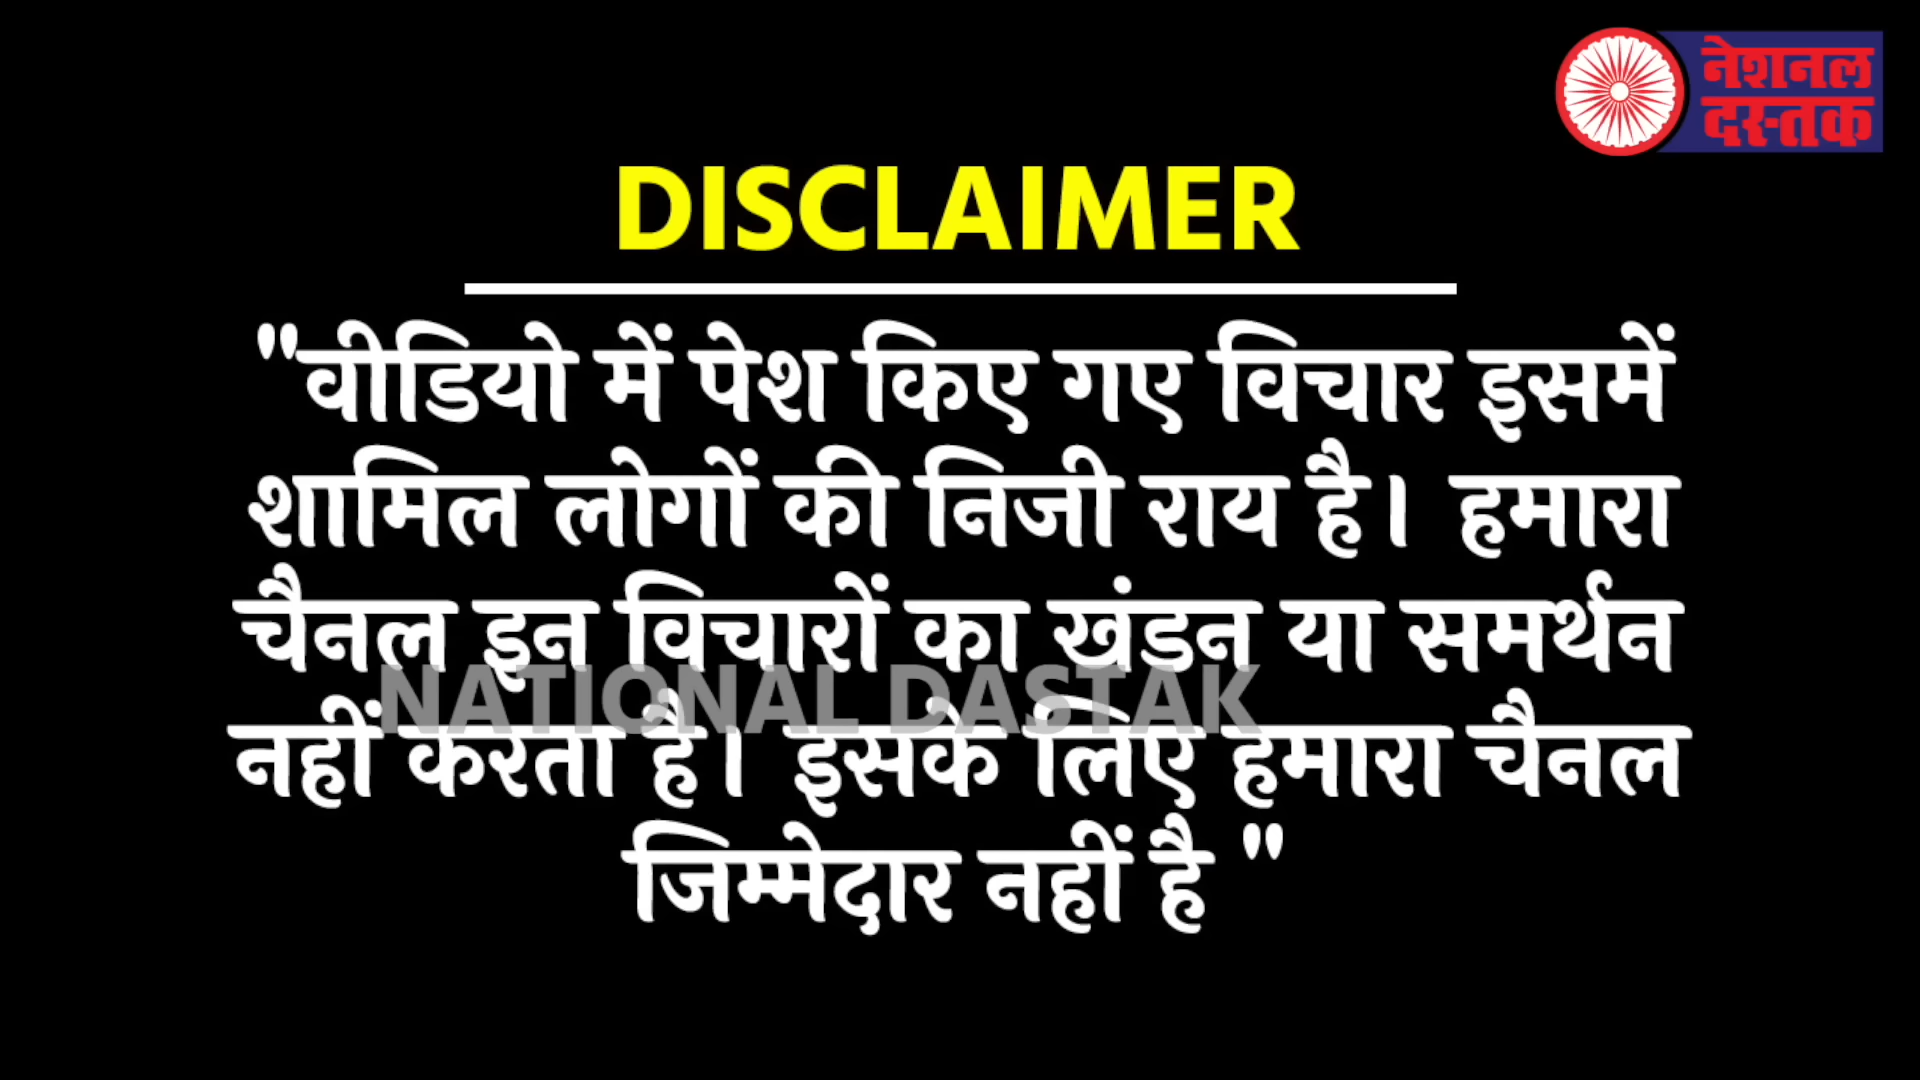 नेशनल
दस्तक
DISCLAIMER
"वीडियो में पेश किए गए विचार इसमें
शामिल लोगों की निजी राय है। हमारा
चैनल इन विचारों का खंडन या समर्थन
NATIONAL DASTAK
नहीं करता है। इसके लिए हमारा चैनल
जिम्मेदार नहीं है "